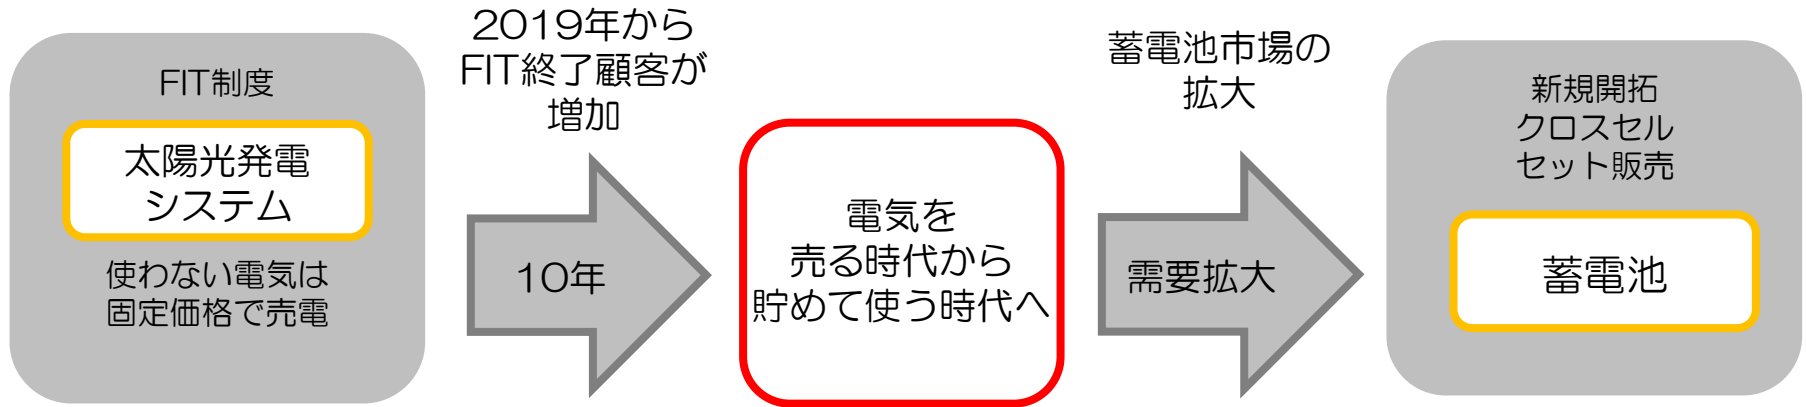 FIT制度
太陽光発電
システム
使わない電気は
固定価格で売電
2019年から
FIT終了顧客が
増加
10年
電気を
売る時代から
貯めて使う時代へ
蓄電池市場の
拡大
需要拡大
新規開拓
クロスセル
セット販売
蓄電池